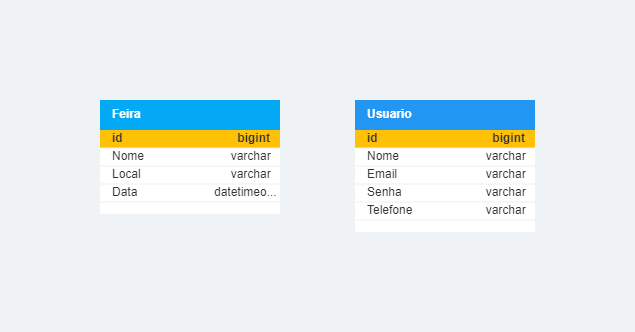 Feira
id bigint
Nome varchar
Local varchar
Data datetimeo...
Usuario
id bigint
Nome varchar
Email varchar
Senha varchar
Telefone varchar